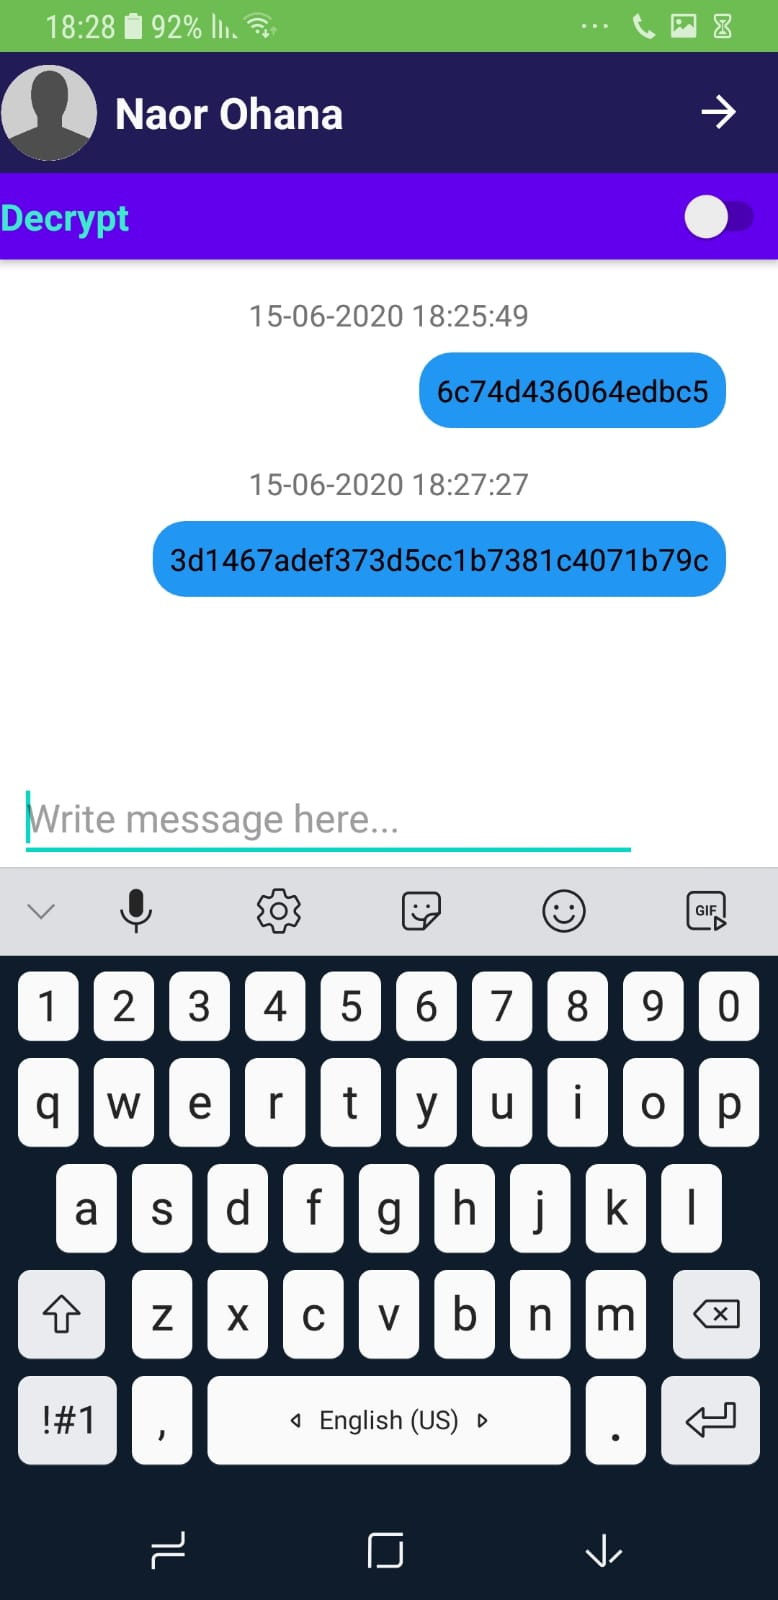 18:28 92%
Naor Ohana
Decrypt
15-06-2020 18:25:49
6c74d436064edbc5
15-06-2020 18:27:27
3d1467adef373d5cc1b7381c4071b79c
Write message here...
GIF
1 2 3 4 5 6 7 8 9 0
q w e r t y u i o p
a s d f g h j k l
z x c v b n m
!#1 , English (US) .